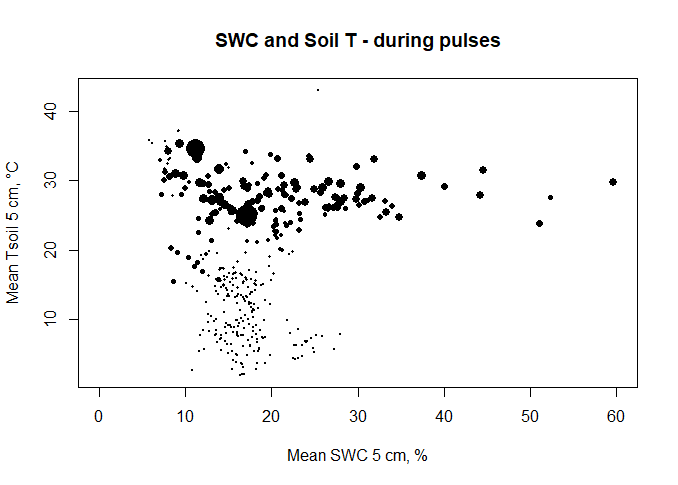 SWC and Soil T - during pulses
Mean Tsoil 5 cm, °C
40
30
20
10
0 10 20 30 40 50 60
Mean SWC 5 cm, %